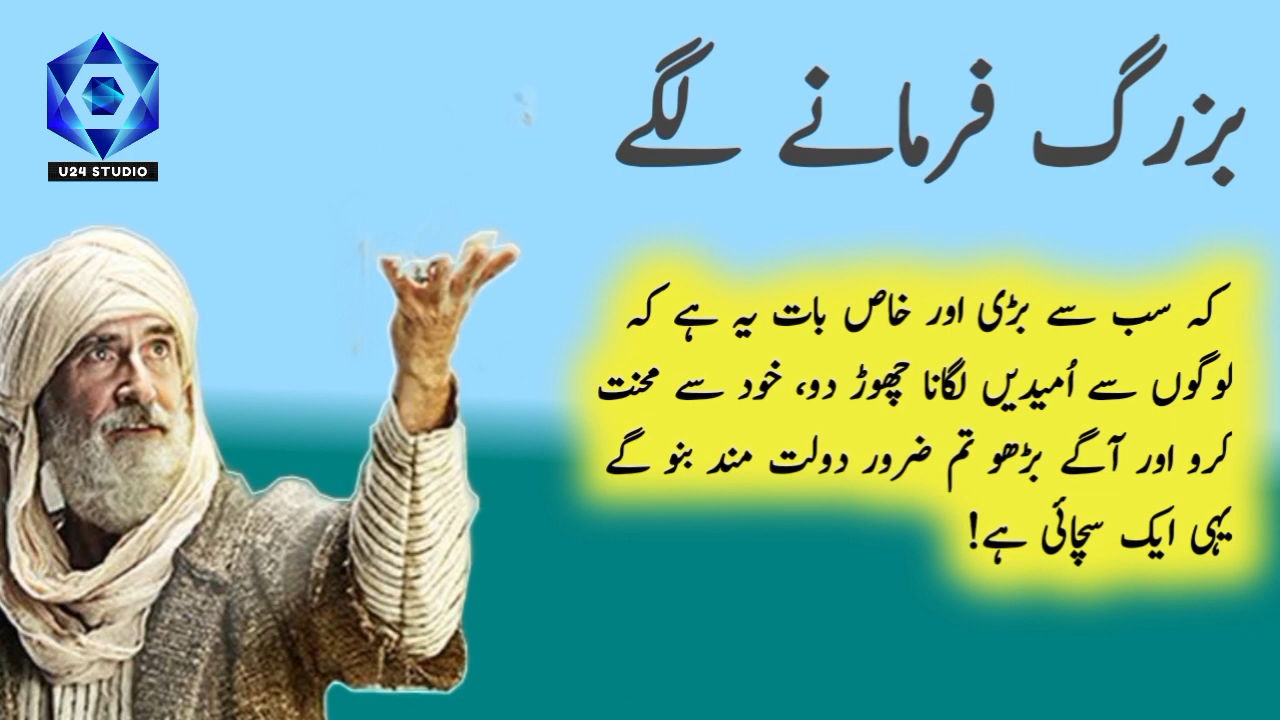 U24 STUDIO
بزرگ فرمانے لگے
کہ سب سے بڑی اور خاص بات یہ ہے کہ
لوگوں سے اُمیدیں لگانا چھوڑ دو، خود سے محنت
کرو اور آگے بڑھو تم ضرور دولت مند بنو گے
یہی ایک سچائی ہے!